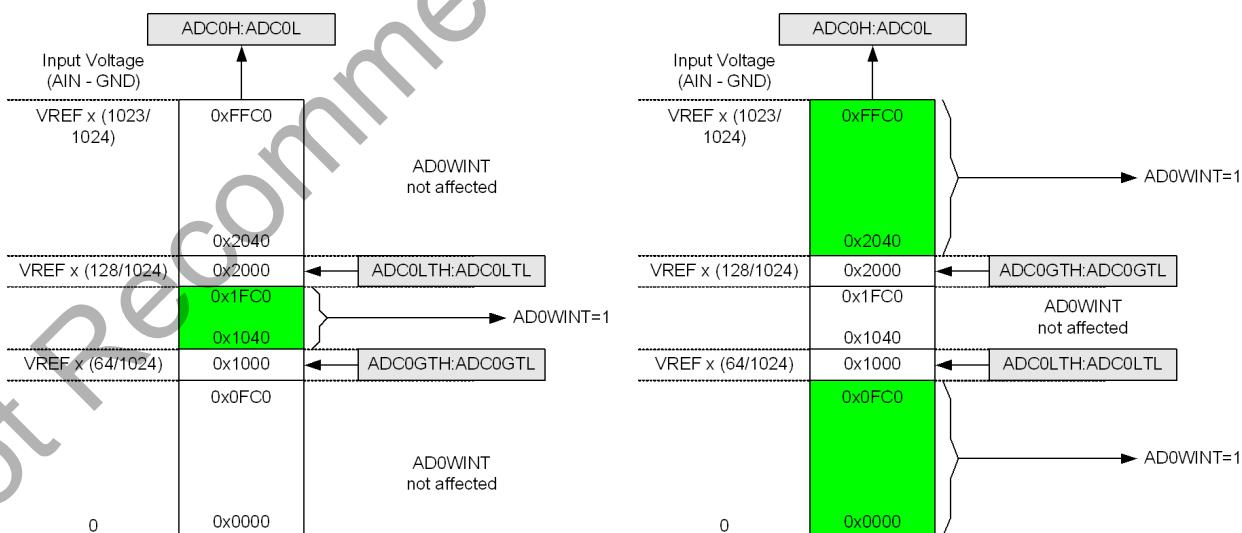 ADC0H:ADC0L
Input Voltage
(AIN - GND)
VREF x (1023/
1024)
0xFFC0
AD0WINT
not affected
0x2040
VREF x (128/1024)
0x2000
ADC0LTH:ADC0LTL
0x1FC0
AD0WINT=1
0x1040
VREF x (64/1024)
0x1000
ADC0GTH:ADC0GTL
0x0FC0
AD0WINT
not affected
0
0x0000
ADC0H:ADC0L
Input Voltage
(AIN - GND)
VREF x (1023/
1024)
0xFFC0
AD0WINT=1
0x2040
VREF x (128/1024)
0x2000
ADC0GTH:ADC0GTL
0x1FC0
AD0WINT
not affected
0x1040
VREF x (64/1024)
0x1000
ADC0LTH:ADC0LTL
0x0FC0
AD0WINT=1
0
0x0000